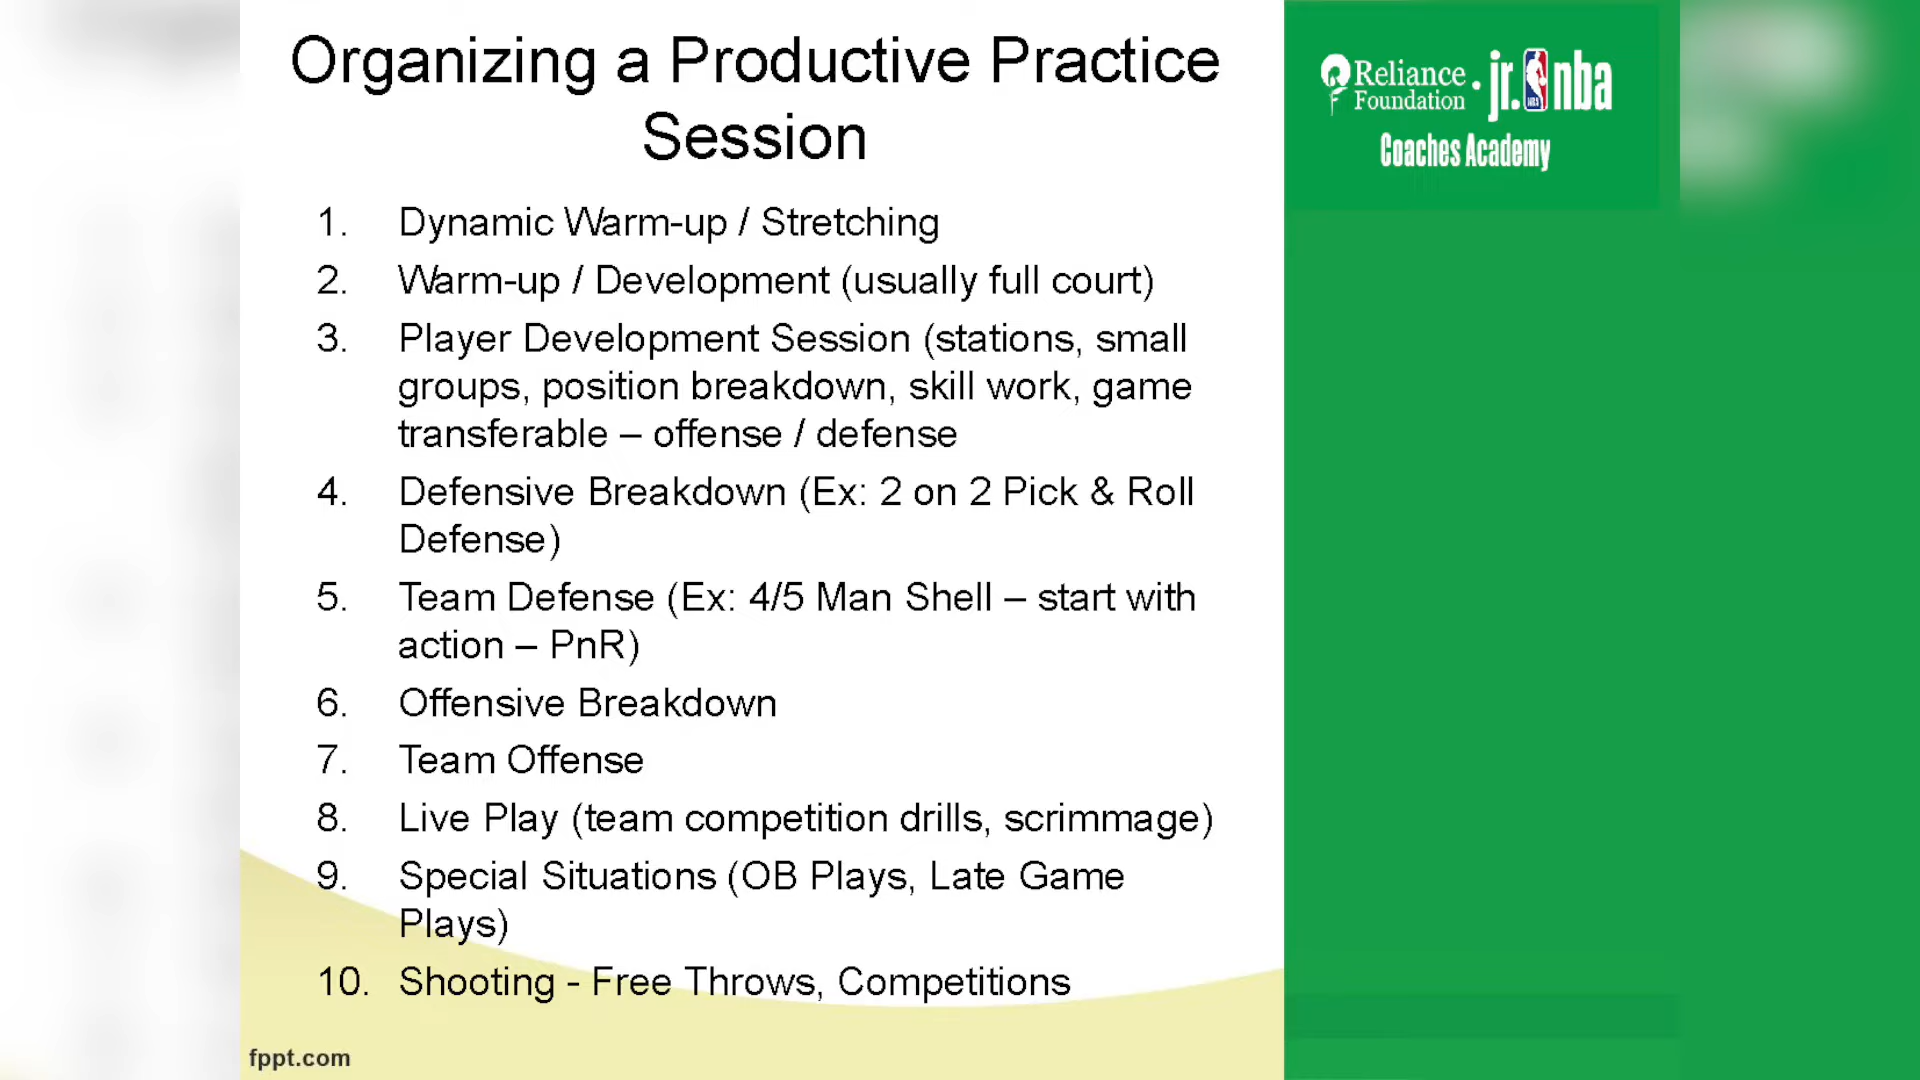 Organizing a Productive Practice
Session
1. Dynamic Warm-up / Stretching
2. Warm-up / Development (usually full court)
3. Player Development Session (stations, small
groups, position breakdown, skill work, game
transferable – offense / defense
4. Defensive Breakdown (Ex: 2 on 2 Pick & Roll
Defense)
5. Team Defense (Ex: 4/5 Man Shell – start with
action – PnR)
6. Offensive Breakdown
7. Team Offense
8. Live Play (team competition drills, scrimmage)
9. Special Situations (OB Plays, Late Game
Plays)
10. Shooting - Free Throws, Competitions
fppt.com
Reliance
Foundation
jr. nba
Coaches Academy